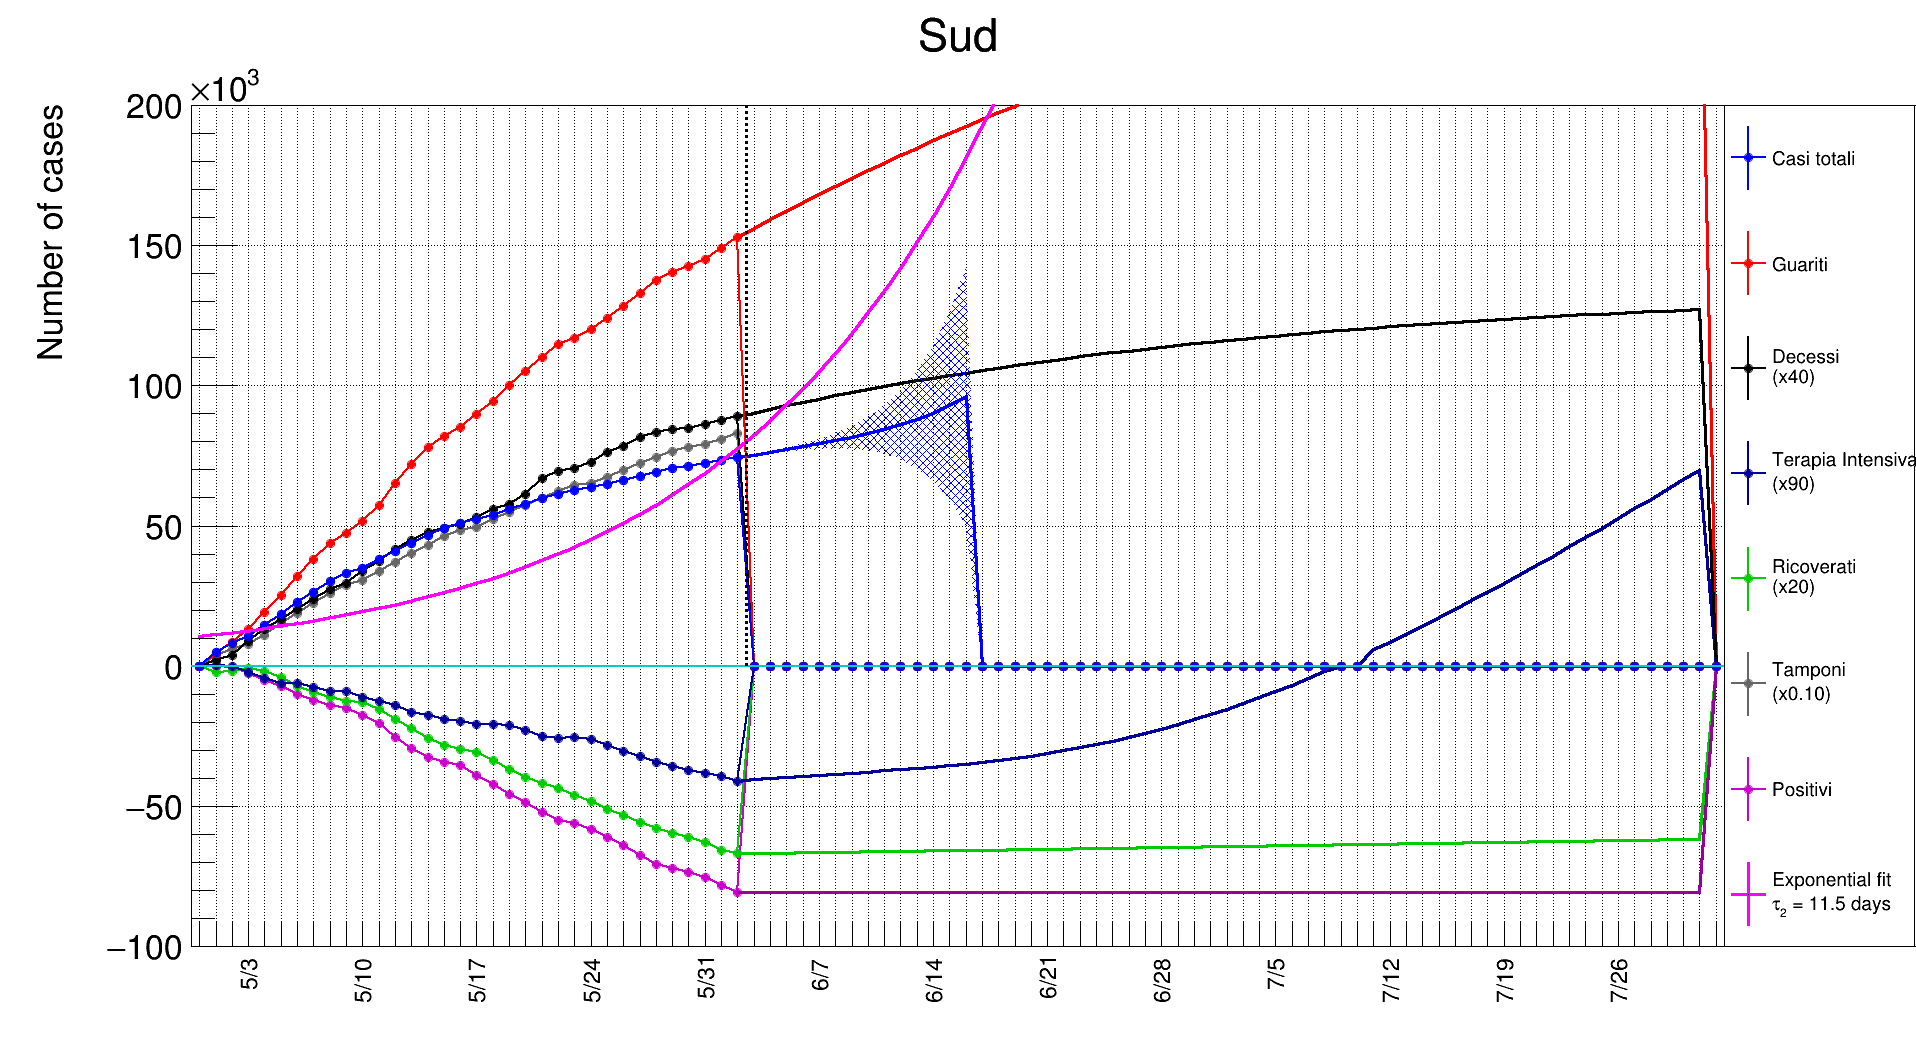 Sud
×10³
Number of cases
200
150
100
50
0
−50
−100
5/3
5/10
5/17
5/24
5/31
6/7
6/14
6/21
6/28
7/5
7/12
7/19
7/26
Casi totali
Guariti
Decessi
(x40)
Terapia Intensiva
(x90)
Ricoverati
(x20)
Tamponi
(x0.10)
Positivi
Exponential fit
τ₂ = 11.5 days